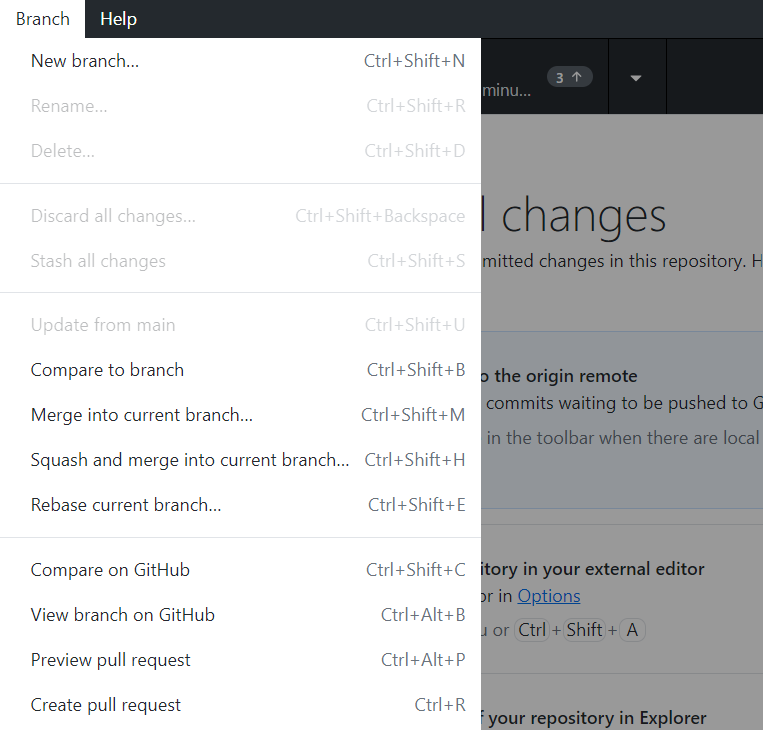 Branch Help
New branch... Ctrl+Shift+N
Rename... Ctrl+Shift+R
Delete... Ctrl+Shift+D
Discard all changes... Ctrl+Shift+Backspace
Stash all changes Ctrl+Shift+S
Update from main Ctrl+Shift+U
Compare to branch Ctrl+Shift+B
Merge into current branch... Ctrl+Shift+M
Squash and merge into current branch... Ctrl+Shift+H
Rebase current branch... Ctrl+Shift+E
Compare on GitHub Ctrl+Shift+C
View branch on GitHub Ctrl+Alt+B
Preview pull request Ctrl+Alt+P
Create pull request Ctrl+R
minu... 3 ↑
changes
mitted changes in this repository. H
o the origin remote
commits waiting to be pushed to G
in the toolbar when there are local
itory in your external editor
or in Options
u or Ctrl + Shift + A
f your repository in Explorer